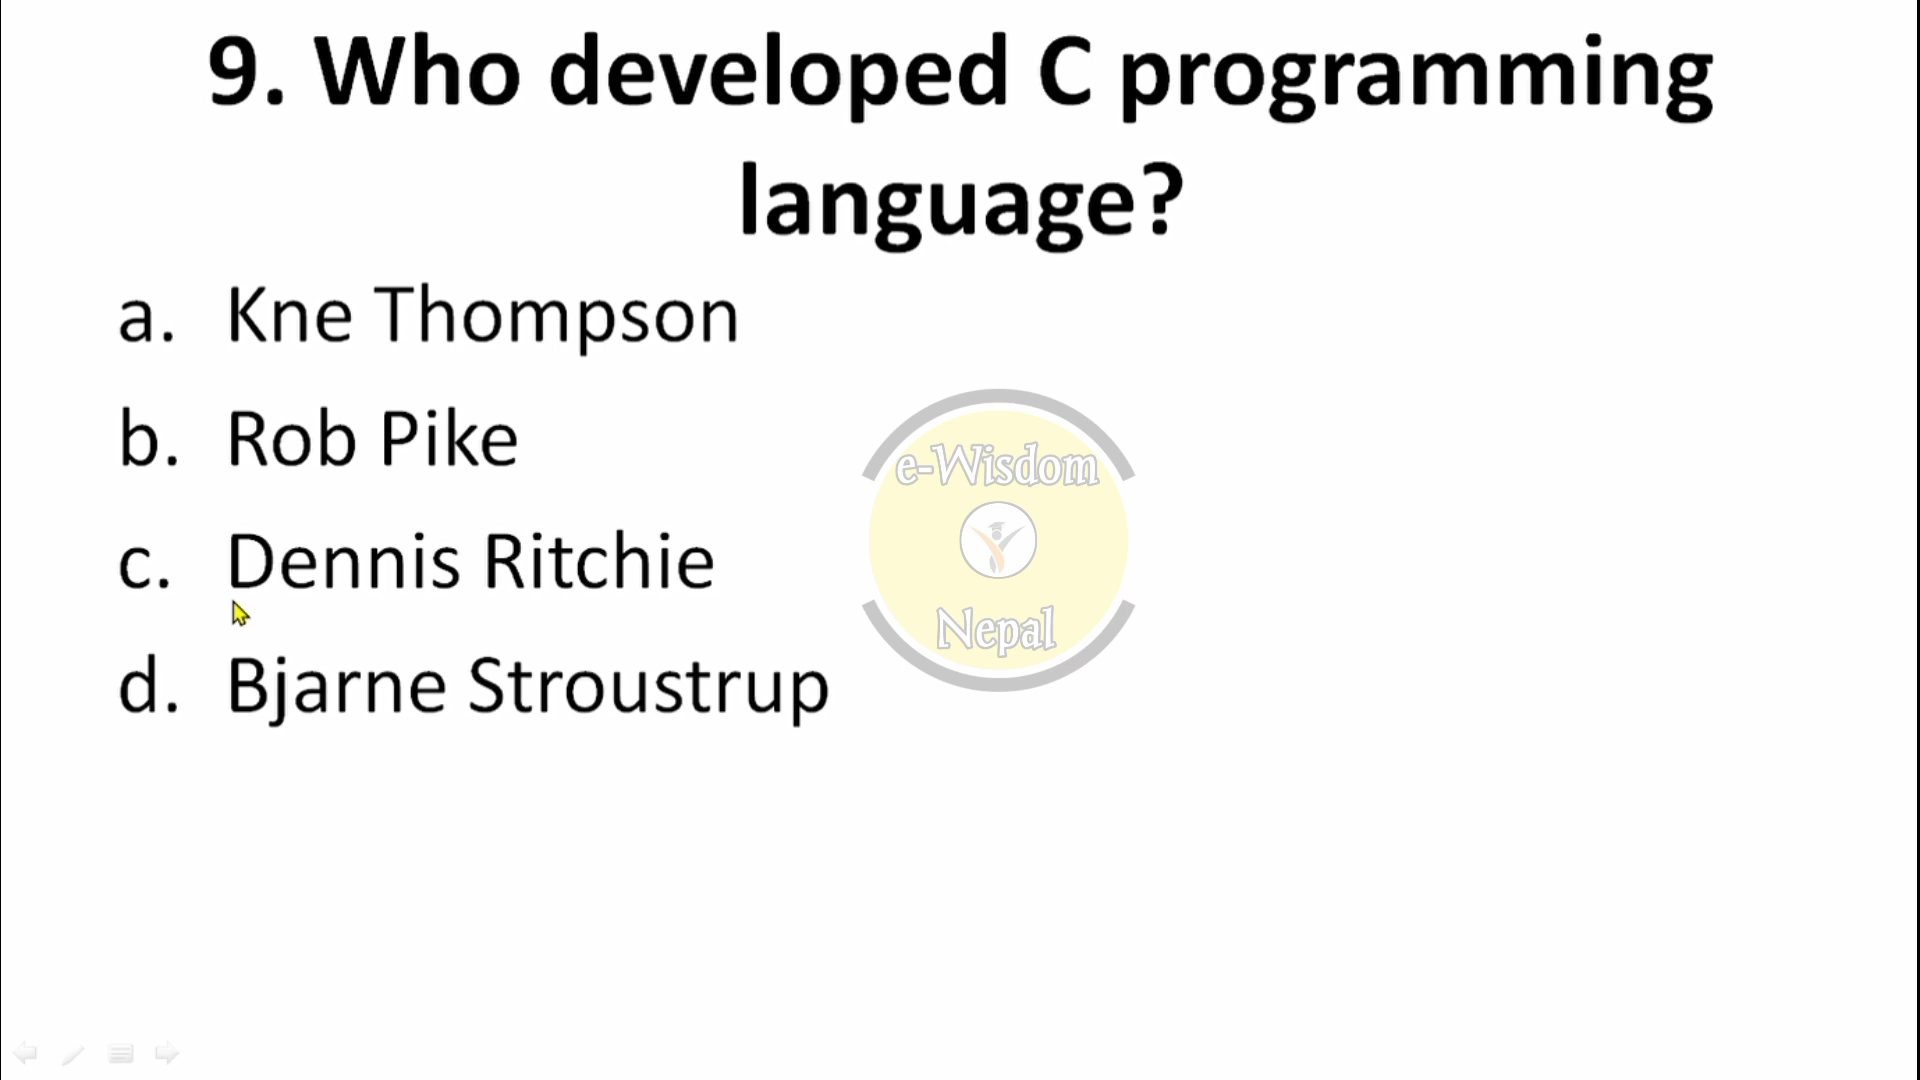 9. Who developed C programming
language?
a. Kne Thompson
b. Rob Pike
c. Dennis Ritchie
d. Bjarne Stroustrup
e-Wisdom
Nepal